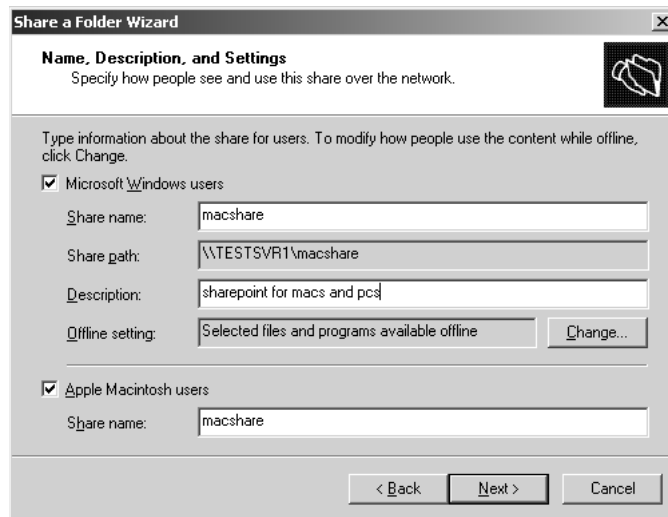 Share a Folder Wizard
Name, Description, and Settings
Specify how people see and use this share over the network.
Type information about the share for users. To modify how people use the content while offline,
click Change.
Microsoft Windows users
Share name: macshare
Share path: \\TESTSVR1\macshare
Description: sharepoint for macs and pcs
Offline setting: Selected files and programs available offline Change...
Apple Macintosh users
Share name: macshare
< Back Next > Cancel